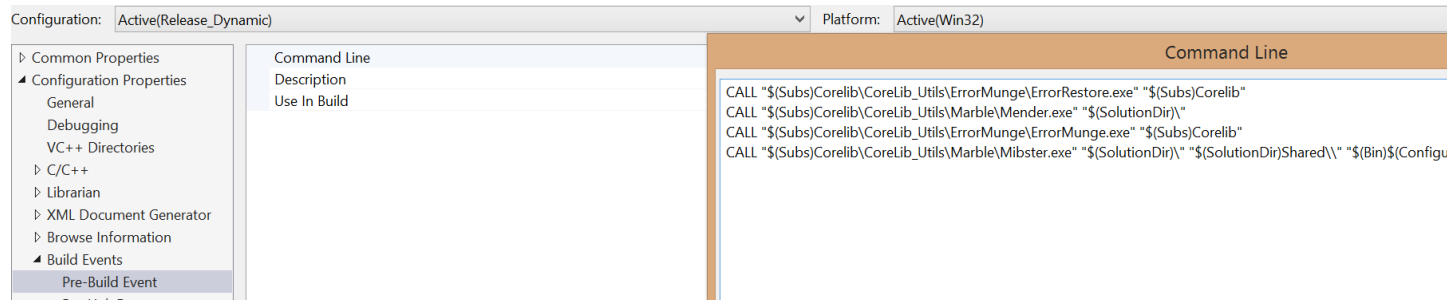 Configuration: Active(Release_Dynamic) Platform: Active(Win32)
Common Properties
Configuration Properties
General
Debugging
VC++ Directories
C/C++
Librarian
XML Document Generator
Browse Information
Build Events
Pre-Build Event
Command Line
Description
Use In Build
Command Line
CALL "$(Subs)Corelib\CoreLib_Utils\ErrorMunge\ErrorRestore.exe" "$(Subs)Corelib"
CALL "$(Subs)Corelib\CoreLib_Utils\Marble\Mender.exe" "$(SolutionDir)\"
CALL "$(Subs)Corelib\CoreLib_Utils\ErrorMunge\ErrorMunge.exe" "$(Subs)Corelib"
CALL "$(Subs)Corelib\CoreLib_Utils\Marble\Mibster.exe" "$(SolutionDir)\" "$(SolutionDir)Shared\\" "$(Bin)$(Configu